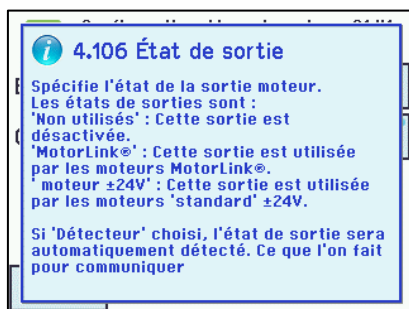 4.106 État de sortie
Spécifie l'état de la sortie moteur.
Les états de sorties sont :
'Non utilisés' : Cette sortie est
désactivée.
'MotorLink®' : Cette sortie est utilisée
par les moteurs MotorLink®.
' moteur ±24V' : Cette sortie est utilisée
par les moteurs 'standard' ±24V.
Si 'Détecteur' choisi, l'état de sortie sera
automatiquement détecté. Ce que l'on fait
pour communiquer